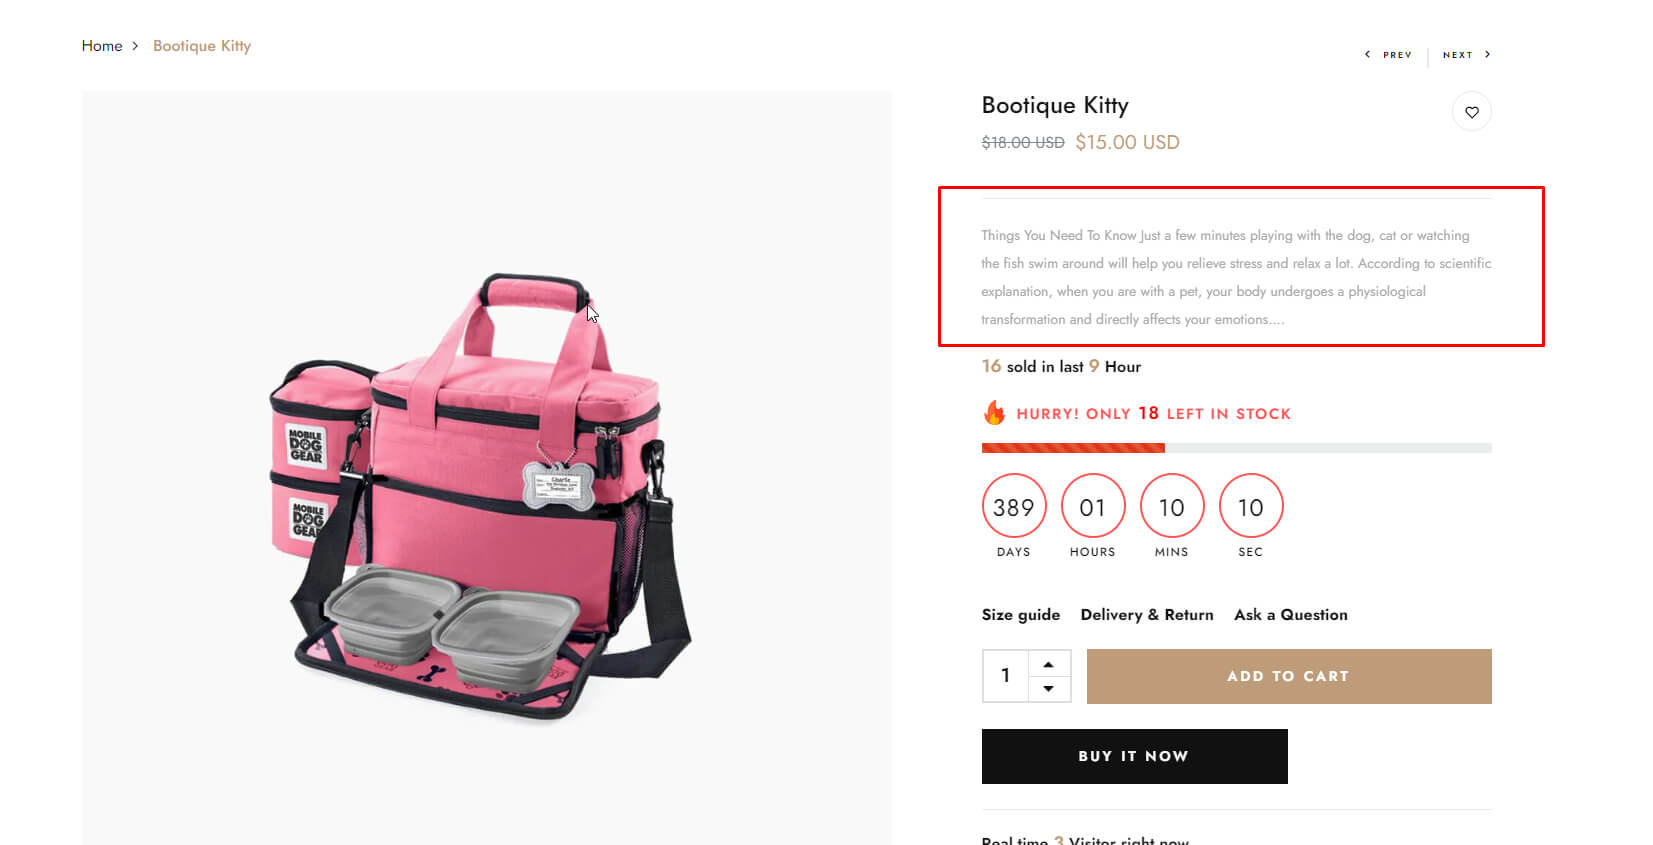 Home > Bootique Kitty
< PREV | NEXT >
Bootique Kitty
$18.00 USD $15.00 USD
Things You Need To Know Just a few minutes playing with the dog, cat or watching
the fish swim around will help you relieve stress and relax a lot. According to scientific
explanation, when you are with a pet, your body undergoes a physiological
transformation and directly affects your emotions....
16 sold in last 9 Hour
HURRY! ONLY 18 LEFT IN STOCK
389 01 10 10
DAYS HOURS MINS SEC
Size guide Delivery & Return Ask a Question
1 ADD TO CART
BUY IT NOW
Real time 3 Visitor right now
MOBILE
DOG
GEAR
MOBILE
DOG
GEAR
Charlie